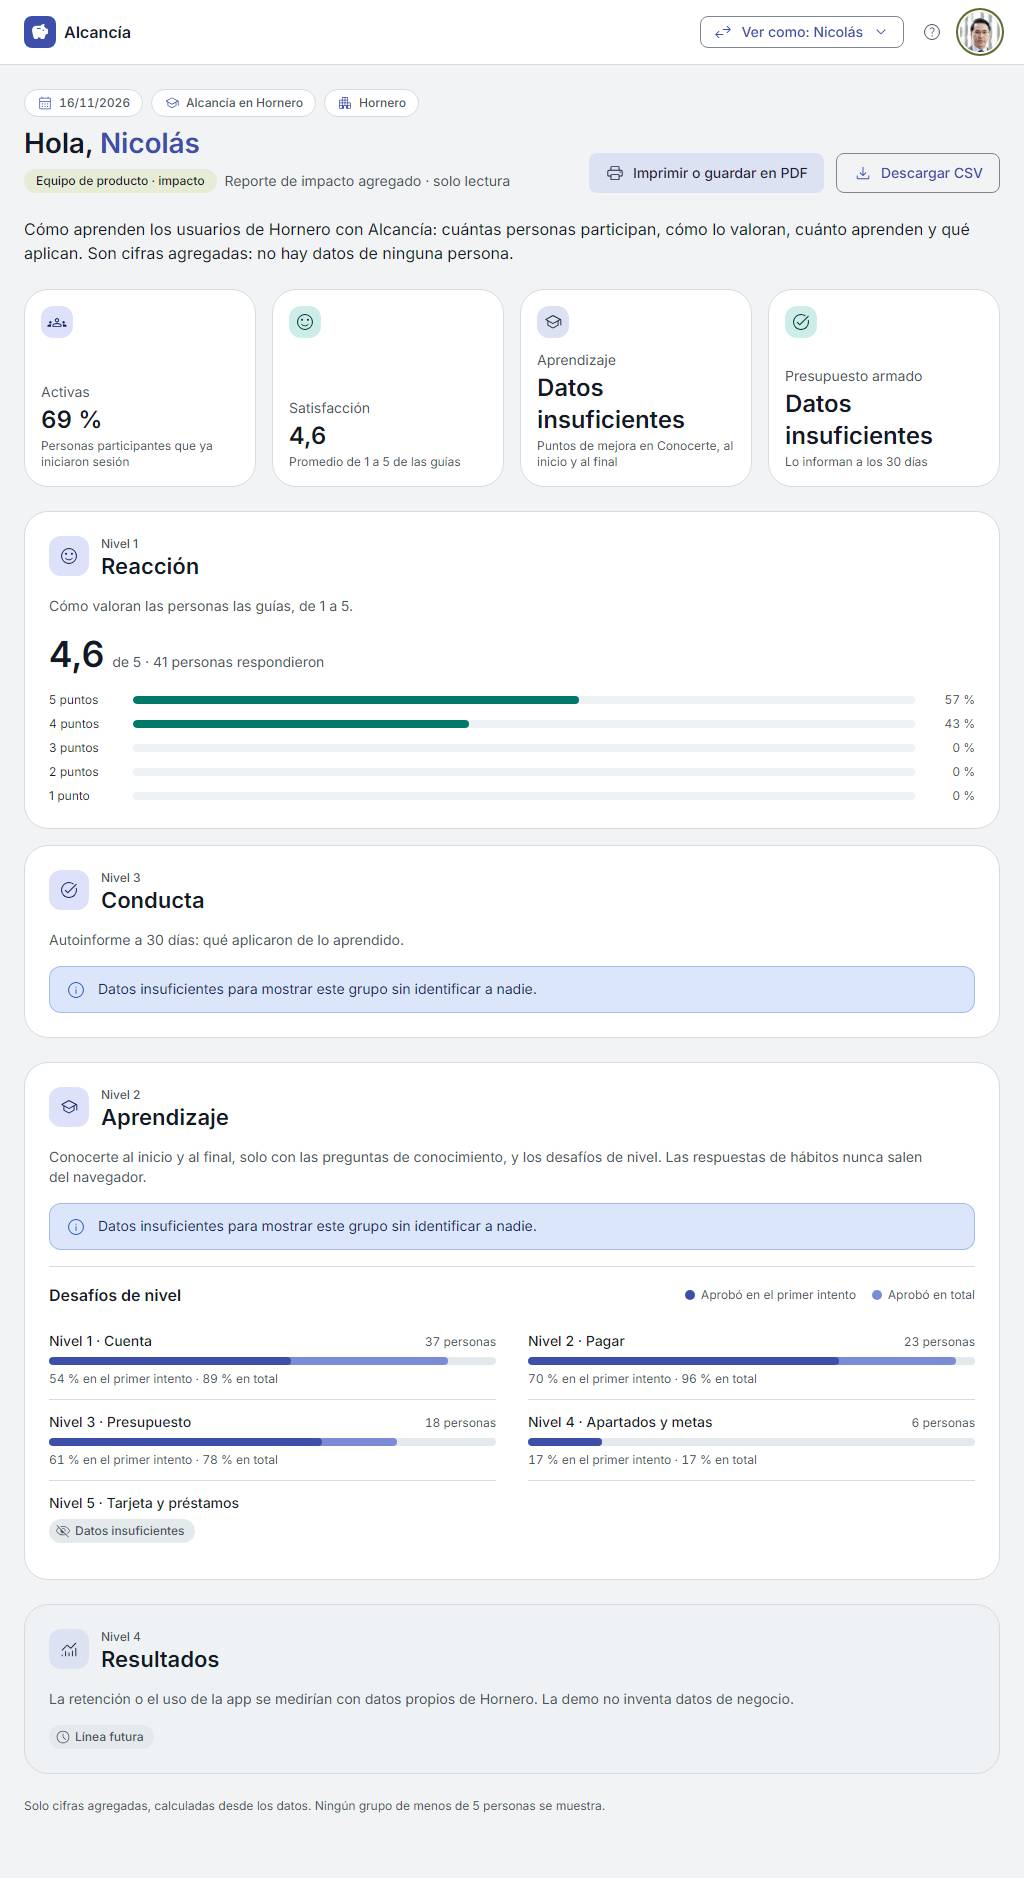 Alcancía
Ver como: Nicolás
16/11/2026
Alcancía en Hornero
Hornero
Hola, Nicolás
Equipo de producto · impacto
Reporte de impacto agregado · solo lectura
Imprimir o guardar en PDF
Descargar CSV
Cómo aprenden los usuarios de Hornero con Alcancía: cuántas personas participan, cómo lo valoran, cuánto aprenden y qué
aplican. Son cifras agregadas: no hay datos de ninguna persona.
Activas
69 %
Personas participantes que ya
iniciaron sesión
Satisfacción
4,6
Promedio de 1 a 5 de las guías
Aprendizaje
Datos
insuficientes
Puntos de mejora en Conocerte, al
inicio y al final
Presupuesto armado
Datos
insuficientes
Lo informan a los 30 días
Nivel 1
Reacción
Cómo valoran las personas las guías, de 1 a 5.
4,6 de 5 · 41 personas respondieron
5 puntos 57 %
4 puntos 43 %
3 puntos 0 %
2 puntos 0 %
1 punto 0 %
Nivel 3
Conducta
Autoinforme a 30 días: qué aplicaron de lo aprendido.
Datos insuficientes para mostrar este grupo sin identificar a nadie.
Nivel 2
Aprendizaje
Conocerte al inicio y al final, solo con las preguntas de conocimiento, y los desafíos de nivel. Las respuestas de hábitos nunca salen
del navegador.
Datos insuficientes para mostrar este grupo sin identificar a nadie.
Desafíos de nivel
Aprobó en el primer intento
Aprobó en total
Nivel 1 · Cuenta 37 personas
54 % en el primer intento · 89 % en total
Nivel 2 · Pagar 23 personas
70 % en el primer intento · 96 % en total
Nivel 3 · Presupuesto 18 personas
61 % en el primer intento · 78 % en total
Nivel 4 · Apartados y metas 6 personas
17 % en el primer intento · 17 % en total
Nivel 5 · Tarjeta y préstamos
Datos insuficientes
Nivel 4
Resultados
La retención o el uso de la app se medirían con datos propios de Hornero. La demo no inventa datos de negocio.
Línea futura
Solo cifras agregadas, calculadas desde los datos. Ningún grupo de menos de 5 personas se muestra.